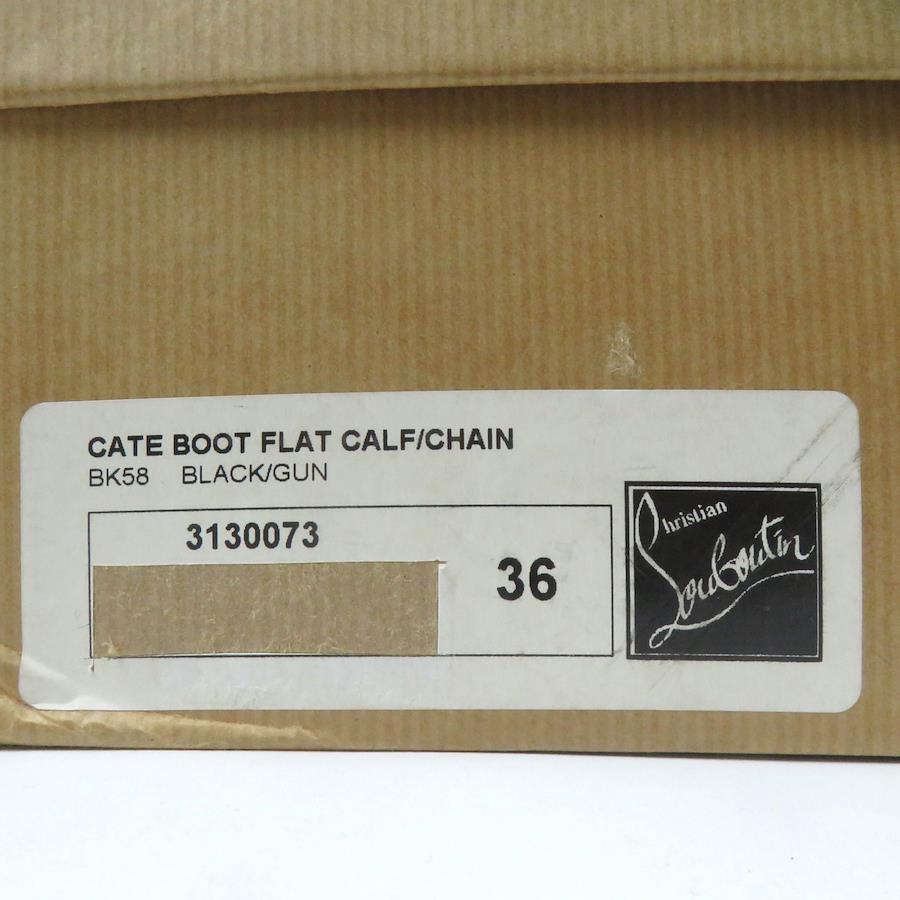 CATE BOOT FLAT CALF/CHAIN
BK58 BLACK/GUN
3130073
36
Christian
Louboutin